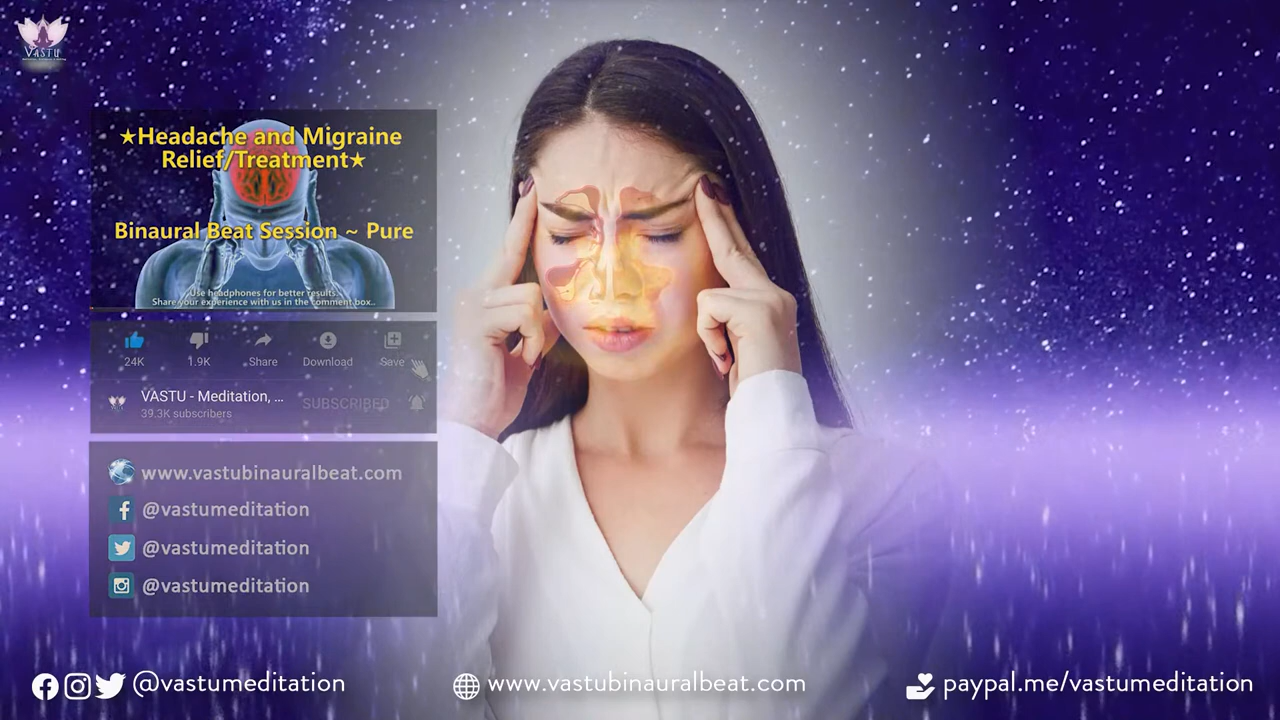 VASTU
★Headache and Migraine
Relief/Treatment★
Binaural Beat Session ~ Pure
Use headphones for better results..
Share your experience with us in the comment box..
24K 1.9K Share Download Save
VASTU - Meditation, ...
SUBSCRIBED
39.3K subscribers
www.vastubinauralbeat.com
@vastumeditation
@vastumeditation
@vastumeditation
@vastumeditation www.vastubinauralbeat.com paypal.me/vastumeditation